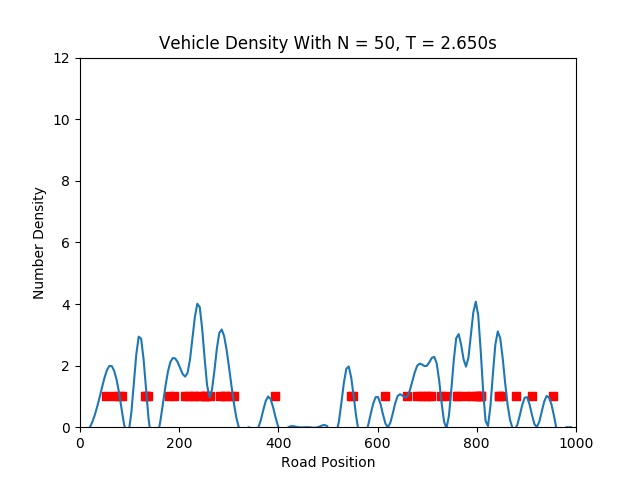 Vehicle Density With N = 50, T = 2.650s
12
10
8
6
4
2
0
Number Density
0 200 400 600 800 1000
Road Position